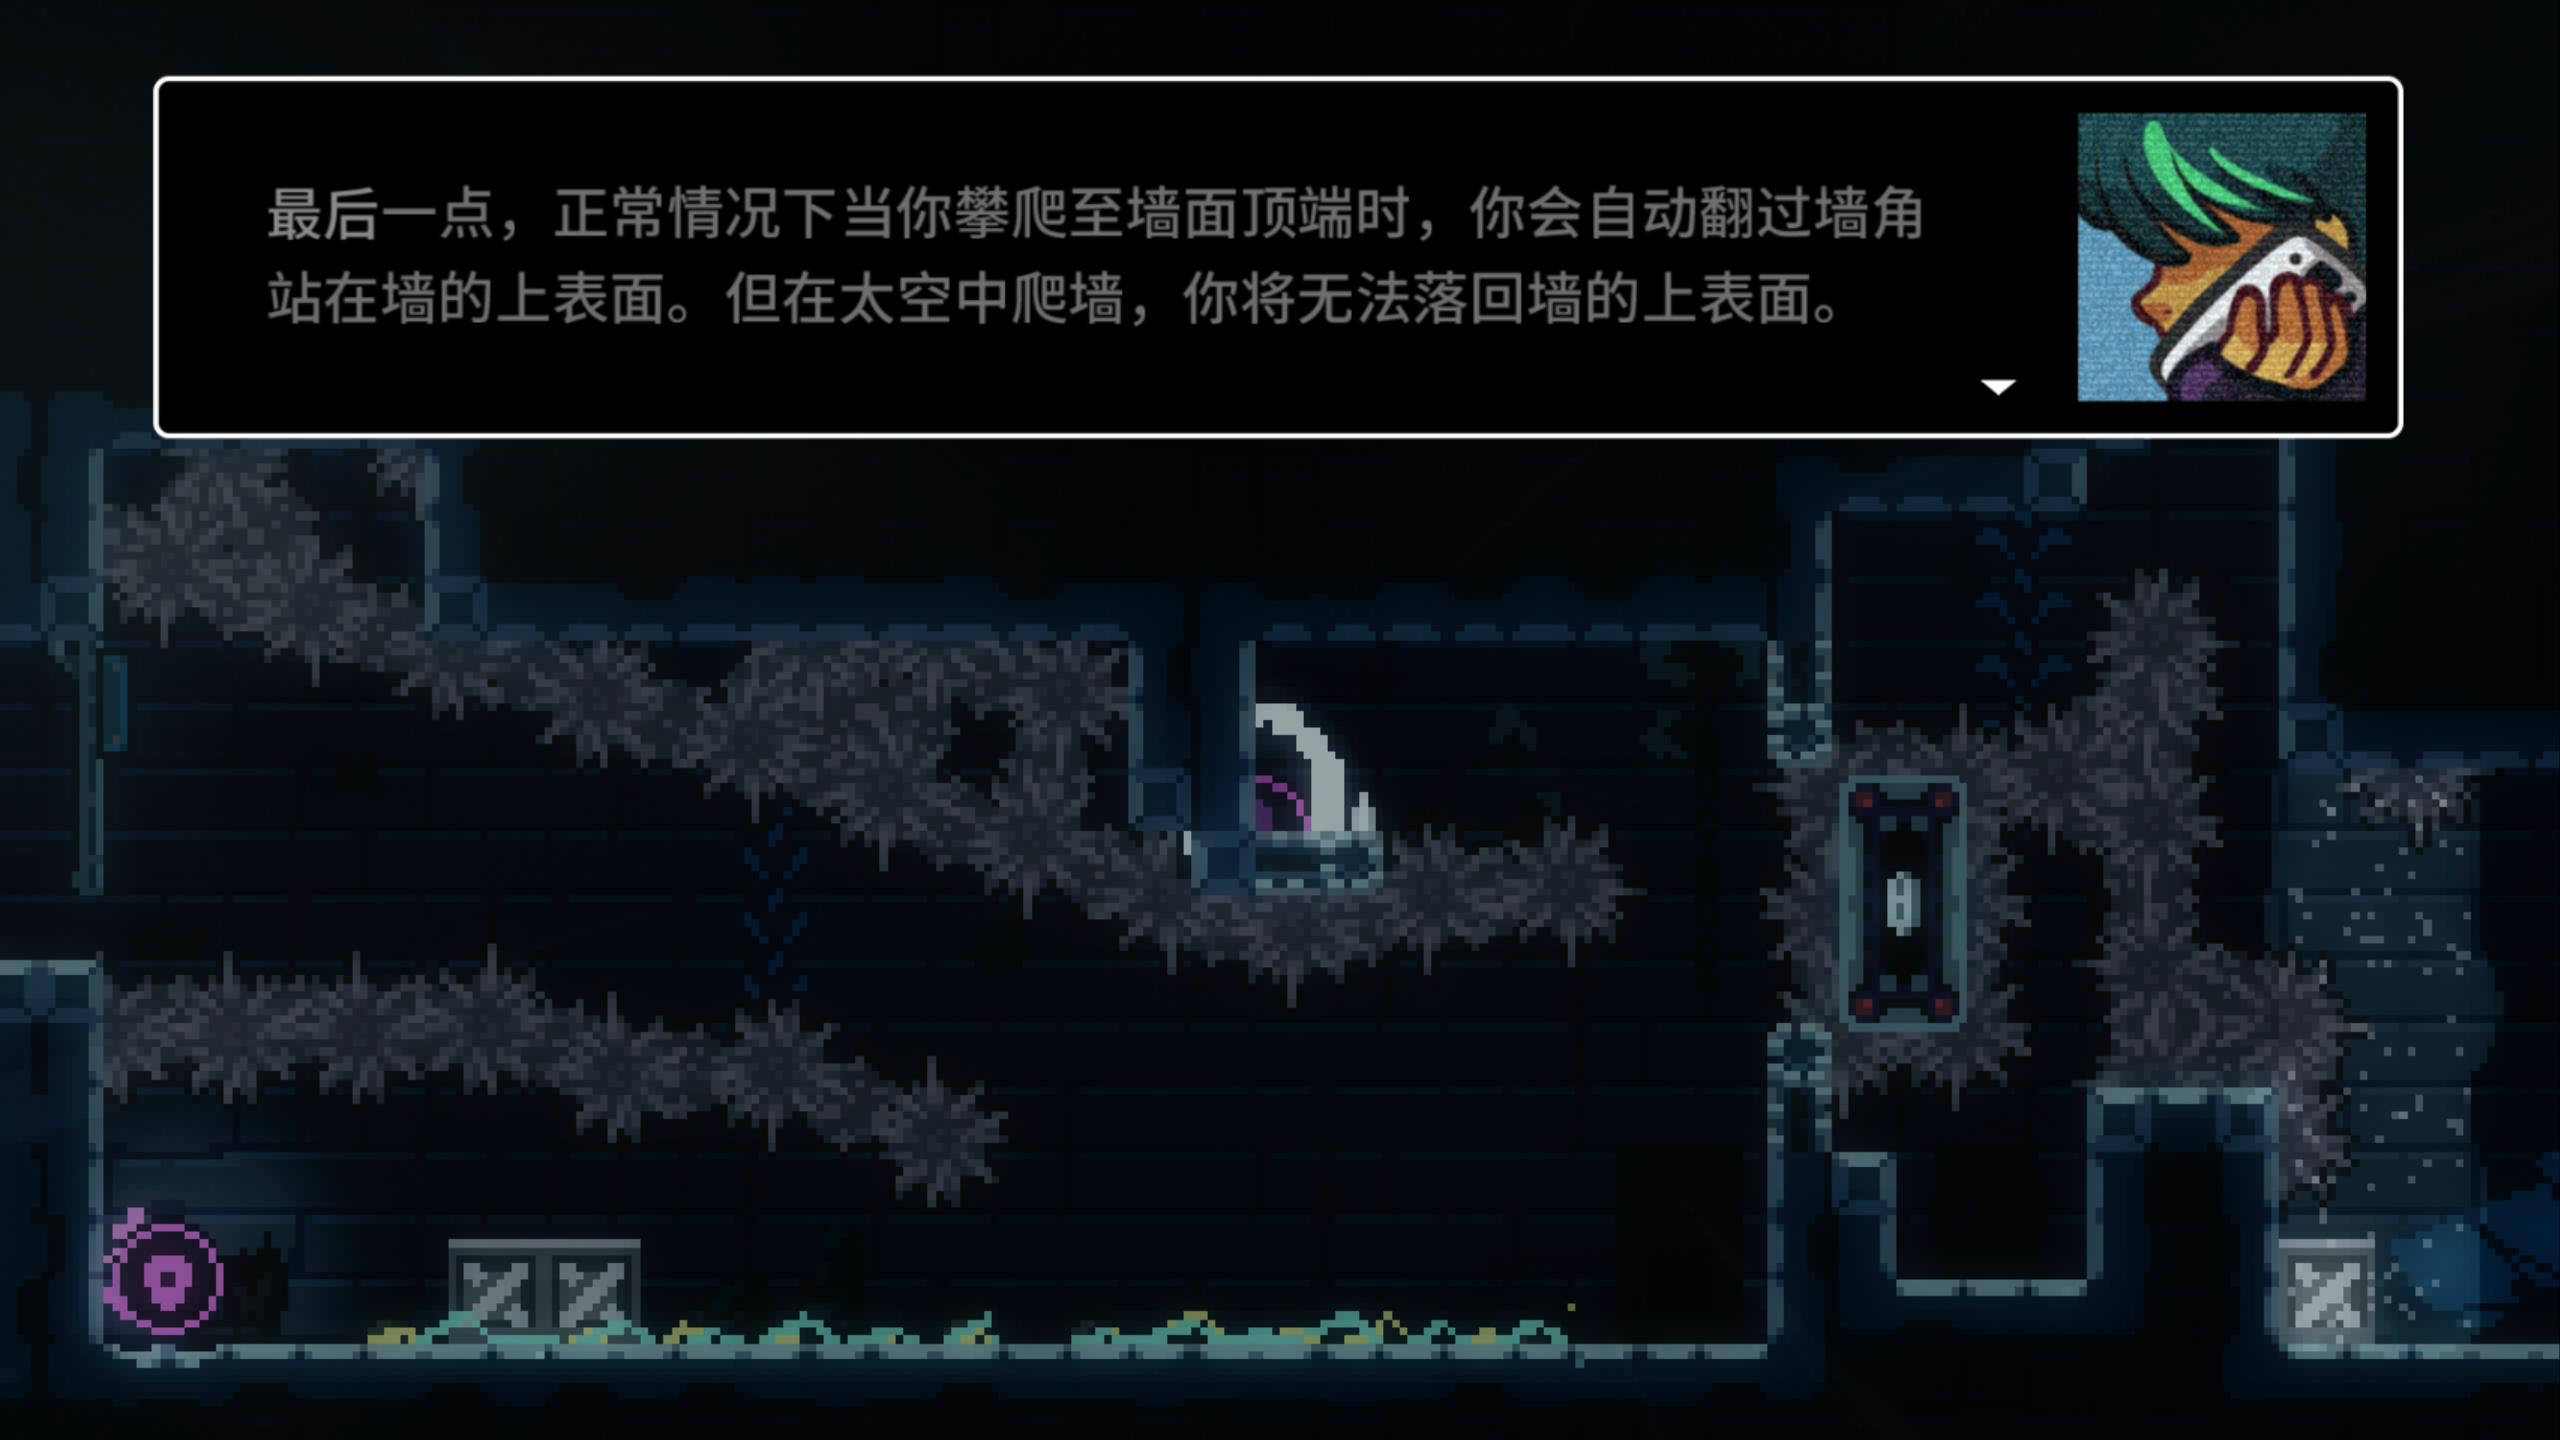 最后一点，正常情况下当你攀爬至墙面顶端时，你会自动翻过墙角
站在墙的上表面。但在太空中爬墙，你将无法落回墙的上表面。